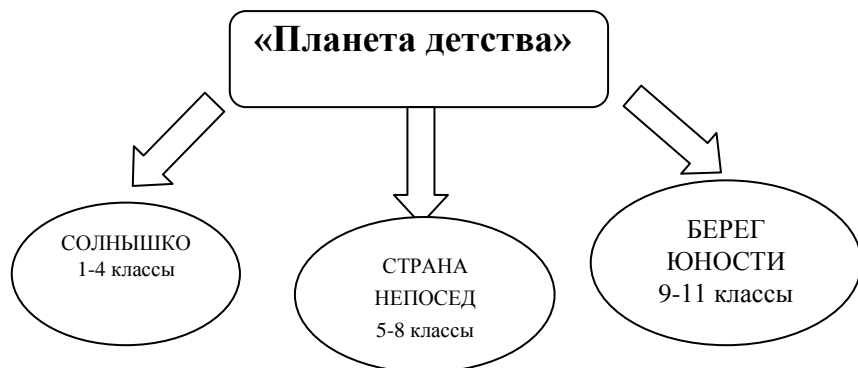 «Планета детства»
СОЛНЫШКО
1-4 классы
СТРАНА
НЕПОСЕД
5-8 классы
БЕРЕГ
ЮНОСТИ
9-11 классы